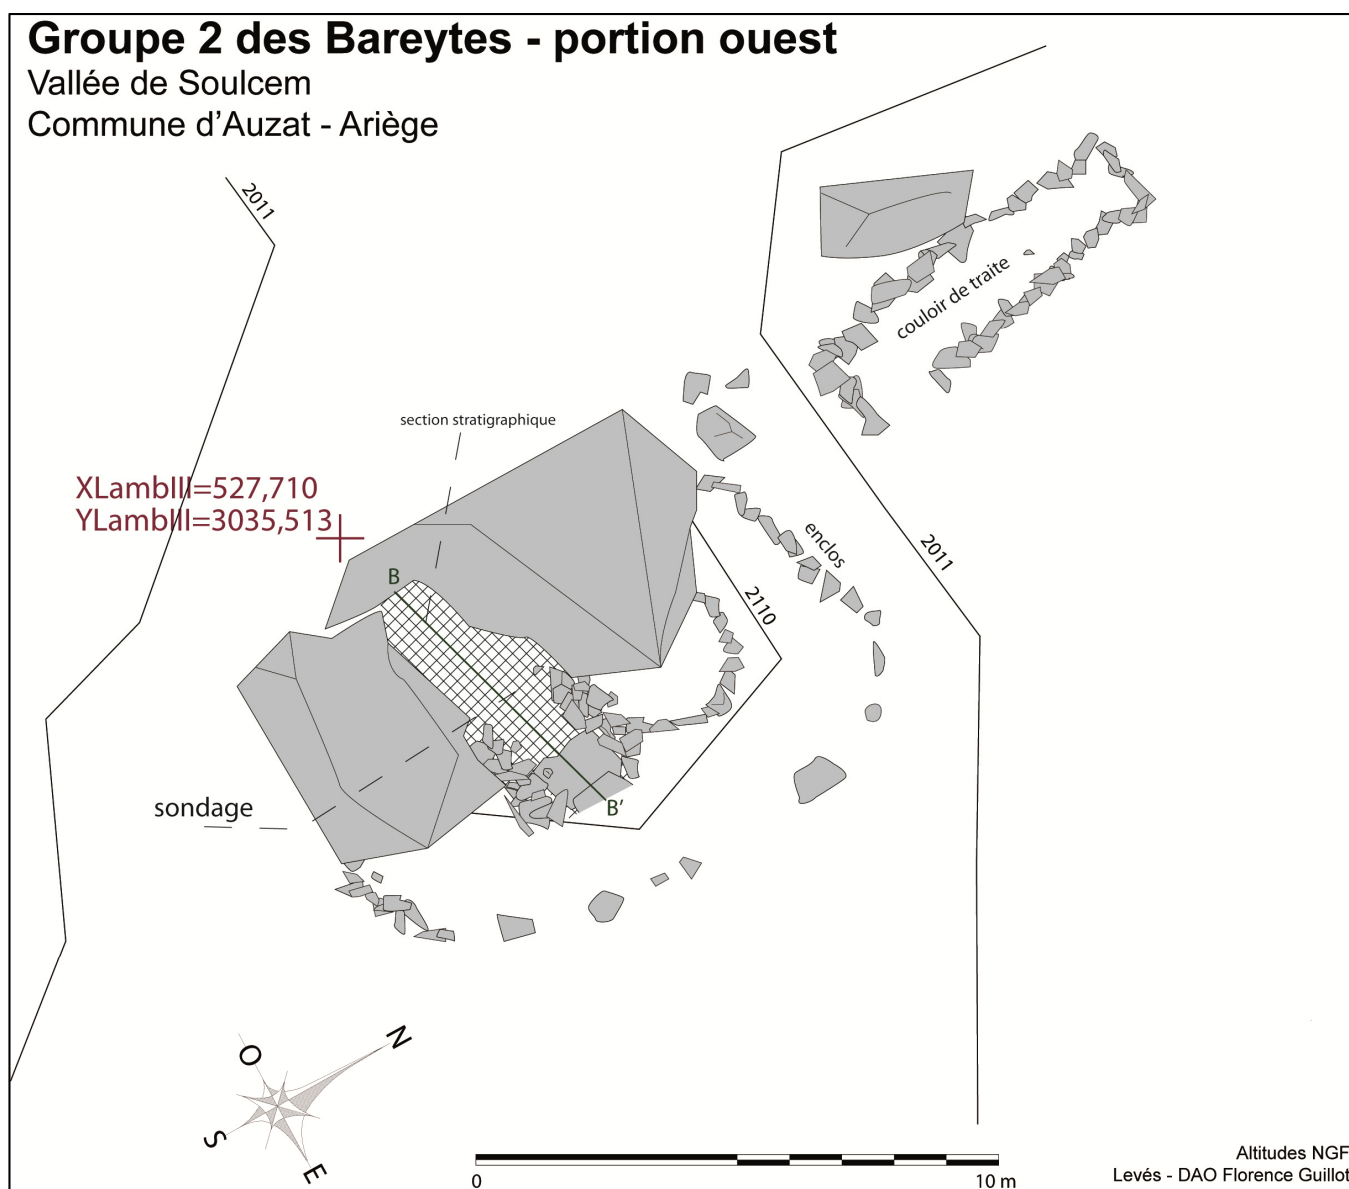 Groupe 2 des Bareytes - portion ouest
Vallée de Soulcem
Commune d'Auzat - Ariège
2011
couloir de traite
section stratigraphique
XLambIII=527,710
YLambIII=3035,513
enclos
2011
B
2110
sondage
B'
N
O
S
E
0
10 m
Altitudes NGF
Levés - DAO Florence Guillot